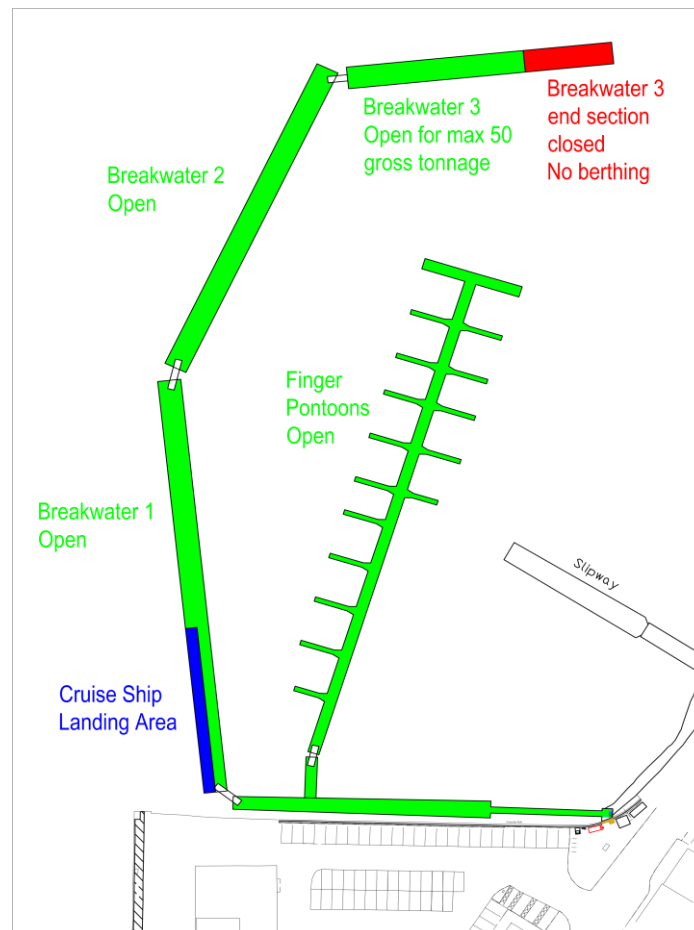 Breakwater 3
Open for max 50
gross tonnage
Breakwater 3
end section
closed
No berthing
Breakwater 2
Open
Finger
Pontoons
Open
Breakwater 1
Open
Slipway
Cruise Ship
Landing Area